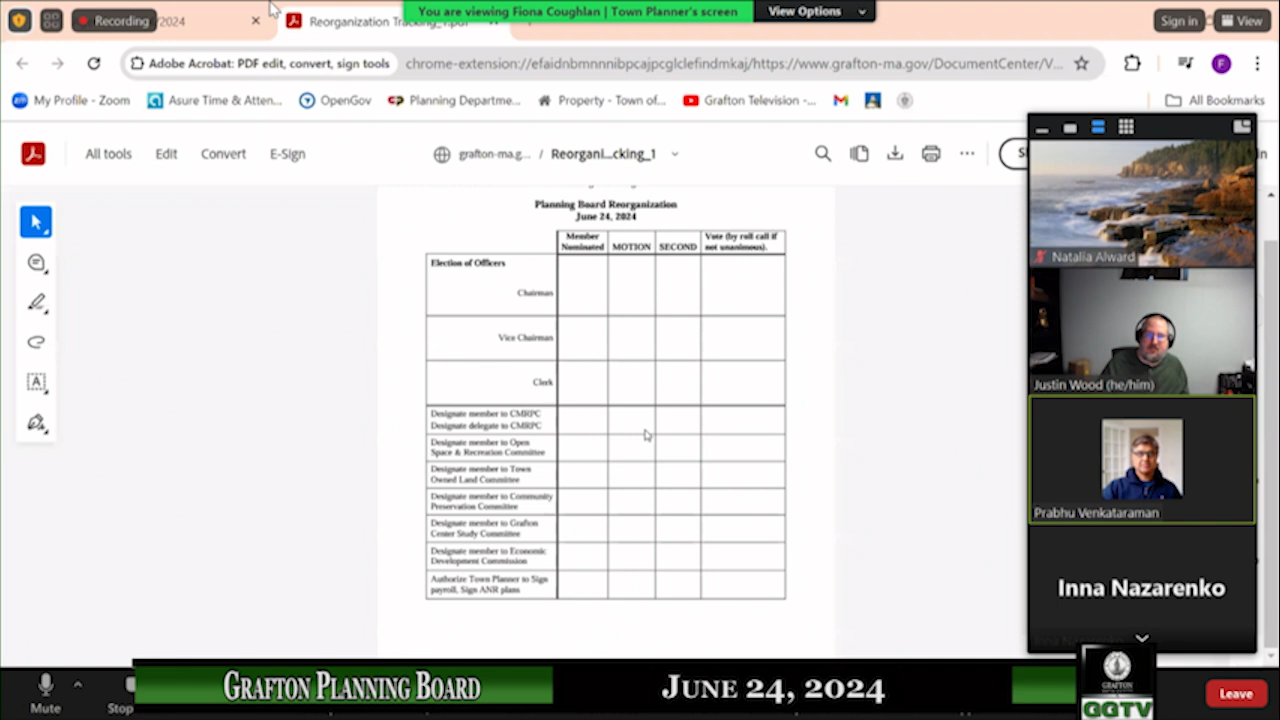 Recording
/2024
Reorganization Tracking_1.pdf
You are viewing Fiona Coughlan | Town Planner's screen
View Options
Sign in
View
Adobe Acrobat: PDF edit, convert, sign tools
chrome-extension://efaidnbmnnnibpcajpcglclefindmkaj/https://www.grafton-ma.gov/DocumentCenter/V...
F
My Profile - Zoom
Asure Time & Atten...
OpenGov
Planning Departme...
Property - Town of...
Grafton Television -...
All Bookmarks
All tools
Edit
Convert
E-Sign
grafton-ma.g... / Reorgani...cking_1
Planning Board Reorganization
June 24, 2024
Member Nominated
MOTION
SECOND
Vote (by roll call if not unanimous).
Election of Officers
Chairman
Vice Chairman
Clerk
Designate member to CMRPC
Designate delegate to CMRPC
Designate member to Open
Space & Recreation Committee
Designate member to Town
Owned Land Committee
Designate member to Community
Preservation Committee
Designate member to Grafton
Center Study Committee
Designate member to Economic
Development Commission
Authorize Town Planner to Sign
payroll, Sign ANR plans
Natalia Alward
Justin Wood (he/him)
Prabhu Venkataraman
Inna Nazarenko
Mute
Stop
Grafton Planning Board
June 24, 2024
GRAFTON
GGTV
Leave